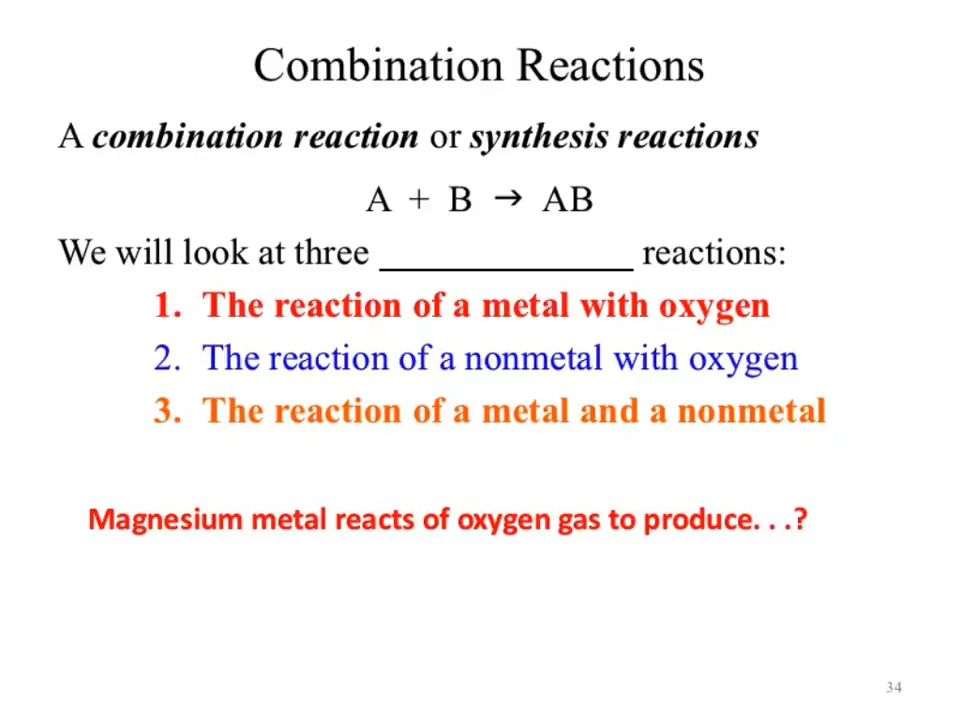 Combination Reactions
A combination reaction or synthesis reactions
A + B → AB
We will look at three ______________ reactions:
1. The reaction of a metal with oxygen
2. The reaction of a nonmetal with oxygen
3. The reaction of a metal and a nonmetal
Magnesium metal reacts of oxygen gas to produce. . .?
34